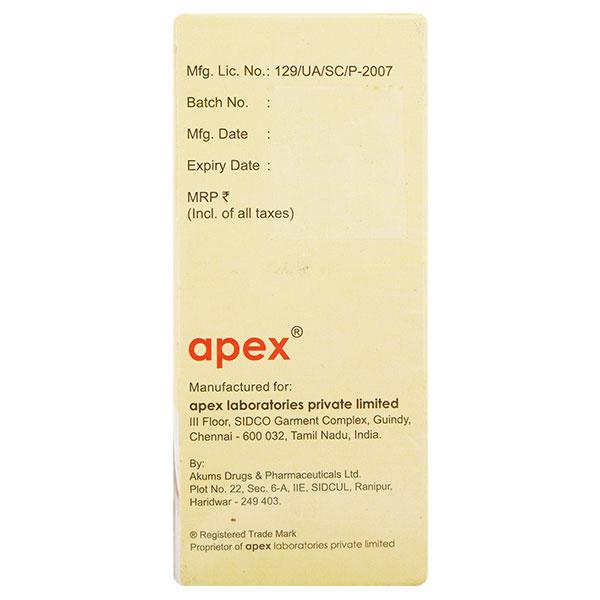 Mfg. Lic. No.: 129/UA/SC/P-2007
Batch No. :
Mfg. Date :
Expiry Date :
MRP ₹
(Incl. of all taxes)
apex®
Manufactured for:
apex laboratories private limited
III Floor, SIDCO Garment Complex, Guindy,
Chennai - 600 032, Tamil Nadu, India.
By:
Akums Drugs & Pharmaceuticals Ltd.
Plot No. 22, Sec. 6-A, IIE, SIDCUL, Ranipur,
Haridwar - 249 403.
® Registered Trade Mark
Proprietor of apex laboratories private limited